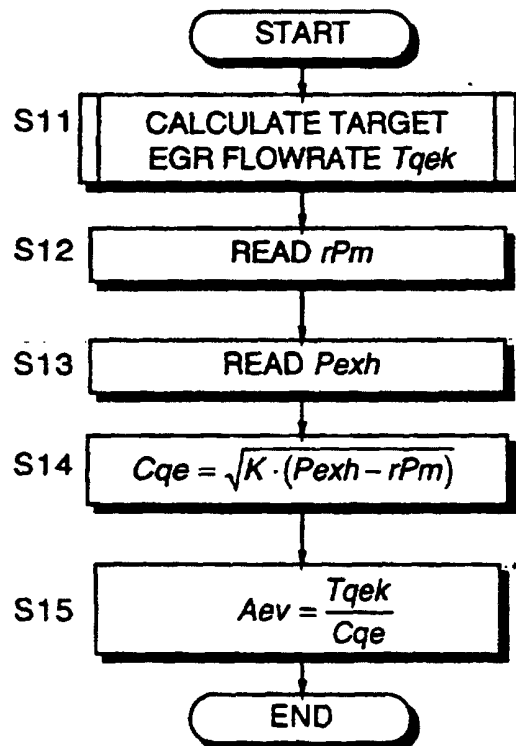 START
S11
CALCULATE TARGET
EGR FLOWRATE Tqek
S12
READ rPm
S13
READ Pexh
S14
Cqe = √K · (Pexh – rPm)
S15
Aev = Tqek / Cqe
END